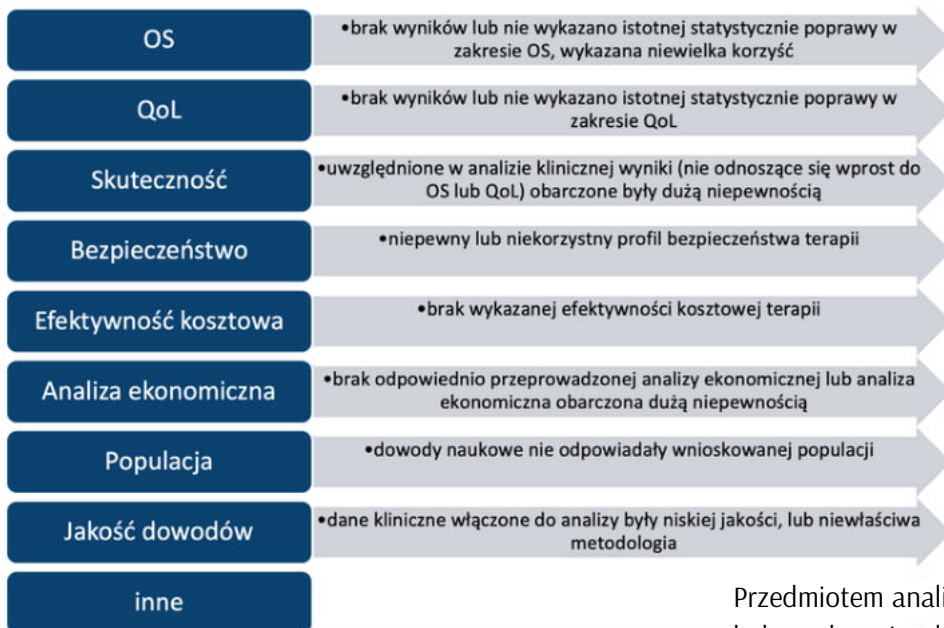 OS
•brak wyników lub nie wykazano istotnie statystycznie poprawy w
zakresie OS, wykazana niewielka korzyść
QoL
•brak wyników lub nie wykazano istotnej statystycznie poprawy w
zakresie QoL
Skuteczność
•uwzględnione w analizie klinicznej wyniki (nie odnoszące się wprost do
OS lub QoL) obarczone były dużą niepewnością
Bezpieczeństwo
•niepewny lub niekorzystny profil bezpieczeństwa terapii
Efektywność kosztowa
•brak wykazanej efektywności kosztowej terapii
Analiza ekonomiczna
•brak odpowiednio przeprowadzonej analizy ekonomicznej lub analiza
ekonomiczna obarczona dużą niepewnością
Populacja
•dowody naukowe nie odpowiadały wnioskowanej populacji
Jakość dowodów
•dane kliniczne włączone do analizy były niskiej jakości, lub niewłaściwa
metodologia
inne
Przedmiotem anali